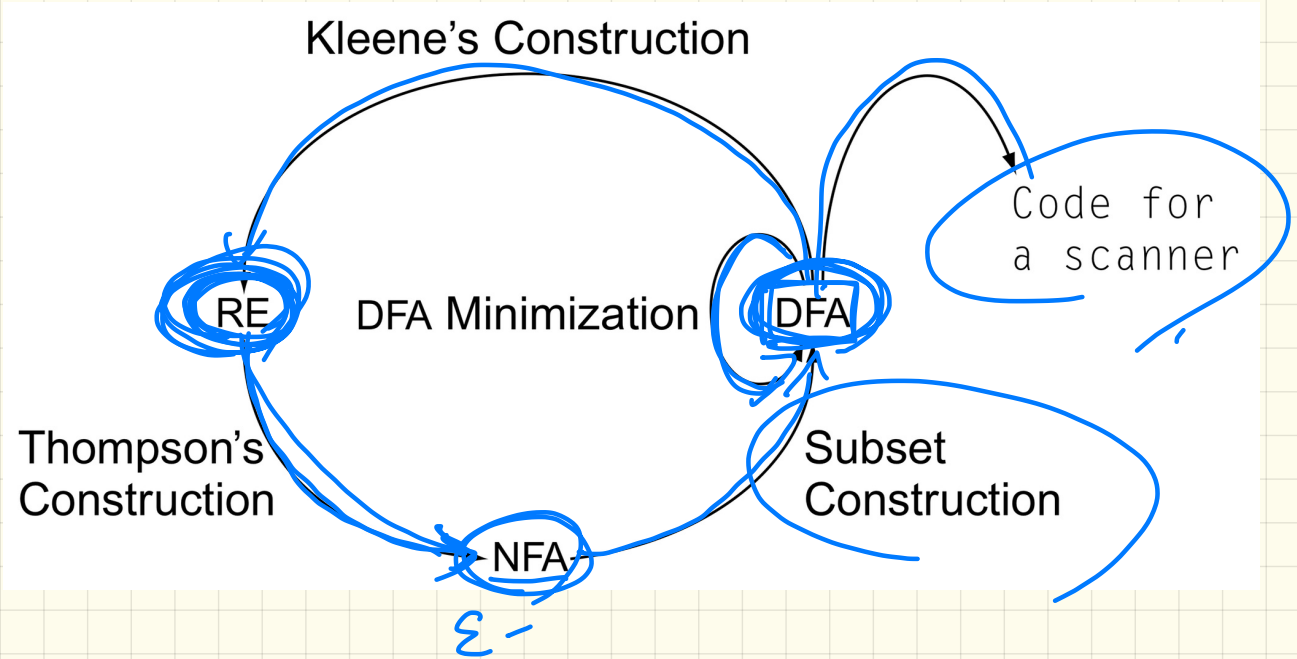 Kleene's Construction
Code for
a scanner
RE
DFA Minimization
DFA
Thompson's
Construction
Subset
Construction
NFA
ε-